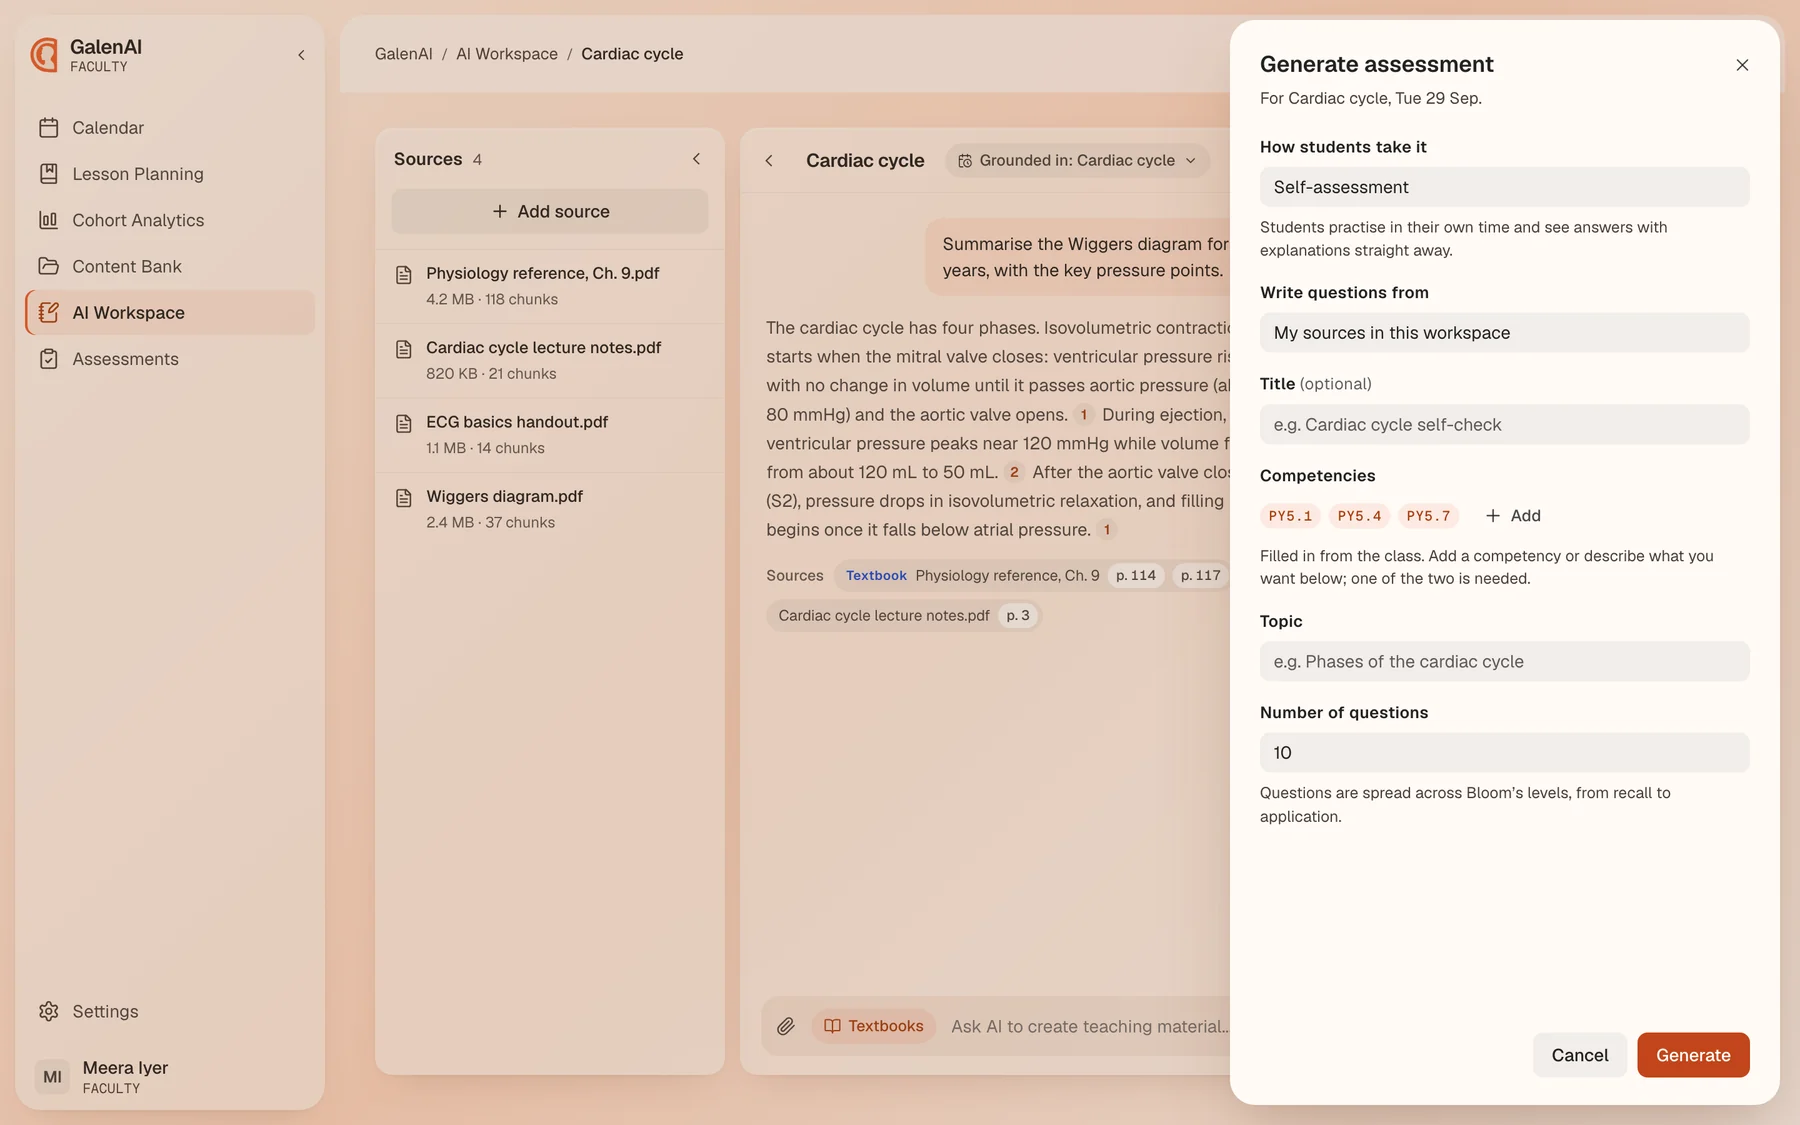 GalenAI
FACULTY
Calendar
Lesson Planning
Cohort Analytics
Content Bank
AI Workspace
Assessments
Settings
MI
Meera Iyer
FACULTY
GalenAI / AI Workspace / Cardiac cycle
Sources 4
+ Add source
Physiology reference, Ch. 9.pdf
4.2 MB · 118 chunks
Cardiac cycle lecture notes.pdf
820 KB · 21 chunks
ECG basics handout.pdf
1.1 MB · 14 chunks
Wiggers diagram.pdf
2.4 MB · 37 chunks
Cardiac cycle
Grounded in: Cardiac cycle
Summarise the Wiggers diagram for
years, with the key pressure points.
The cardiac cycle has four phases. Isovolumetric
starts when the mitral valve closes: ventricular pressure
with no change in volume until it passes aortic pressure
80 mmHg) and the aortic valve opens. 1 During ejection,
ventricular pressure peaks near 120 mmHg while volume
from about 120 mL to 50 mL. 2 After the aortic valve
(S2), pressure drops in isovolumetric relaxation, and filling
begins once it falls below atrial pressure. 1
Sources Textbook Physiology reference, Ch. 9 p. 114 p. 117
Cardiac cycle lecture notes.pdf p. 3
Textbooks
Ask AI to create teaching material...
Generate assessment
For Cardiac cycle, Tue 29 Sep.
How students take it
Self-assessment
Students practise in their own time and see answers with
explanations straight away.
Write questions from
My sources in this workspace
Title (optional)
e.g. Cardiac cycle self-check
Competencies
PY5.1 PY5.4 PY5.7 + Add
Filled in from the class. Add a competency or describe what you
want below; one of the two is needed.
Topic
e.g. Phases of the cardiac cycle
Number of questions
10
Questions are spread across Bloom's levels, from recall to
application.
Cancel
Generate